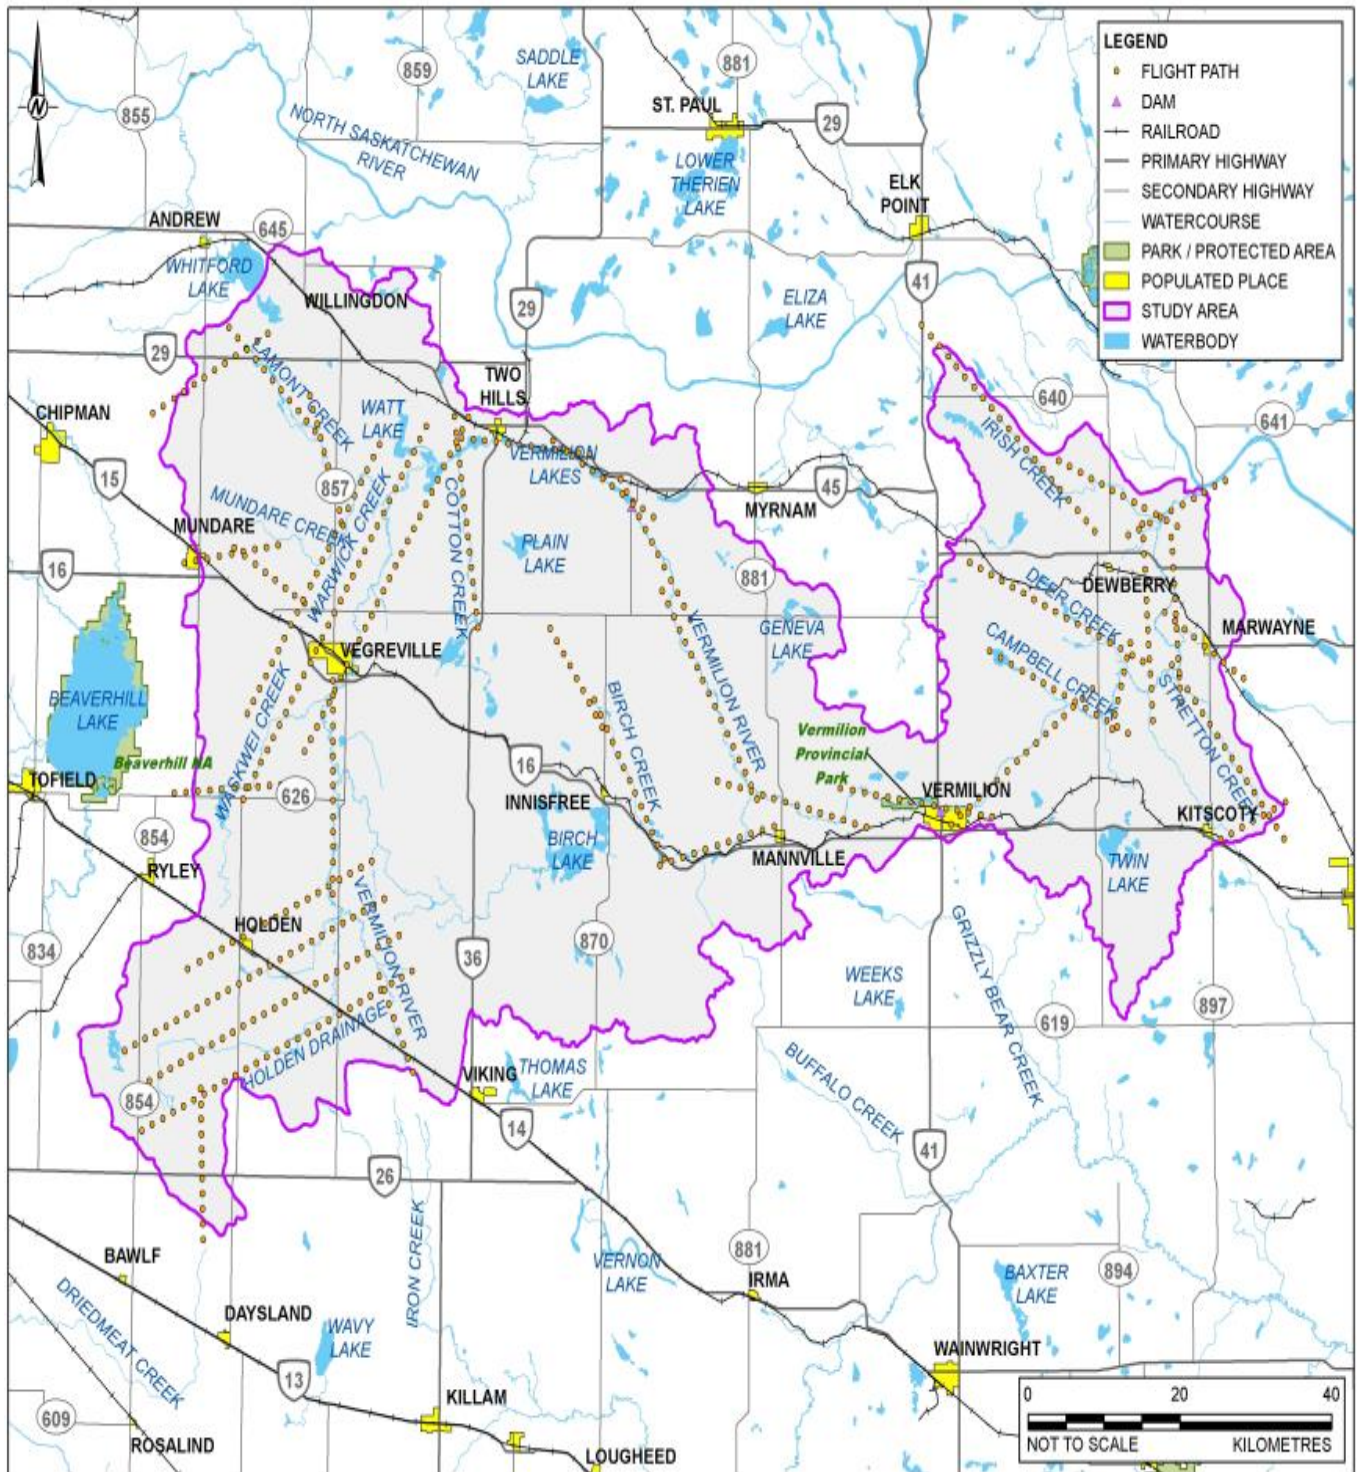 LEGEND
FLIGHT PATH
DAM
RAILROAD
PRIMARY HIGHWAY
SECONDARY HIGHWAY
WATERCOURSE
PARK / PROTECTED AREA
POPULATED PLACE
STUDY AREA
WATERBODY
N
859
SADDLE
LAKE
881
855
NORTH SASKATCHEWAN
RIVER
ST. PAUL
29
LOWER
THERIEN
LAKE
ELK
POINT
ANDREW
645
WHITFORD
LAKE
WILLINGDON
29
41
ELIZA
LAKE
29
LAMONT CREEK
TWO
HILLS
CHIPMAN
WATT
LAKE
640
641
IRISH CREEK
VERMILION
LAKES
15
857
MUNDARE CREEK
WARWICK CREEK
COTTON CREEK
45
MYRNAM
MUNDARE
PLAIN
LAKE
16
881
DEER CREEK
DEWBERRY
VERMILION RIVER
GENEVA
LAKE
CAMPBELL CREEK
MARWAYNE
VEGREVILLE
BEAVERHILL
LAKE
WASKWEI CREEK
BIRCH CREEK
STRETTON CREEK
Vermilion
Provincial
Park
Beaverhill NA
TOFIELD
16
626
INNISFREE
VERMILION
KITSCOTY
854
BIRCH
LAKE
MANNVILLE
TWIN
LAKE
RYLEY
VERMILION RIVER
HOLDEN
834
36
870
GRIZZLY BEAR CREEK
WEEKS
LAKE
897
619
HOLDEN DRAINAGE
BUFFALO CREEK
VIKING
THOMAS
LAKE
854
14
41
26
IRON CREEK
BAWLF
VERNON
LAKE
881
IRMA
BAXTER
LAKE
894
DRIEDMEAT CREEK
DAYSLAND
WAVY
LAKE
WAINWRIGHT
13
KILLAM
609
ROSALIND
LOUGHEED
0 20 40
NOT TO SCALE KILOMETRES